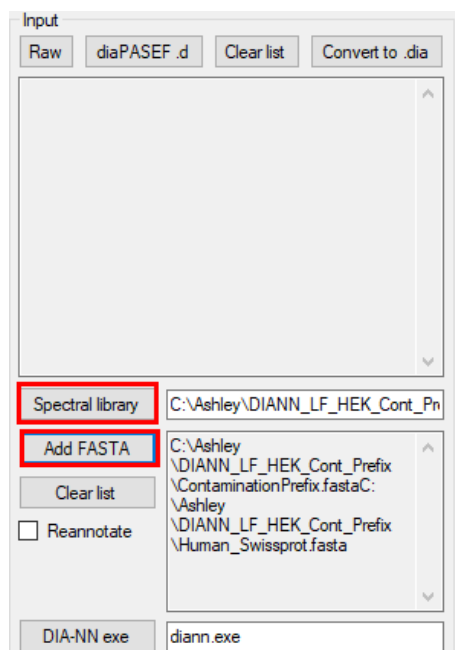 Input
Raw diaPASEF .d Clear list Convert to .dia
Spectral library C:\Ashley\DIANN_LF_HEK_Cont_Pr
Add FASTA C:\Ashley
\DIANN_LF_HEK_Cont_Prefix
Clear list \ContaminationPrefix.fastaC:
\Ashley
Reannotate \DIANN_LF_HEK_Cont_Prefix
\Human_Swissprot.fasta
DIA-NN exe diann.exe